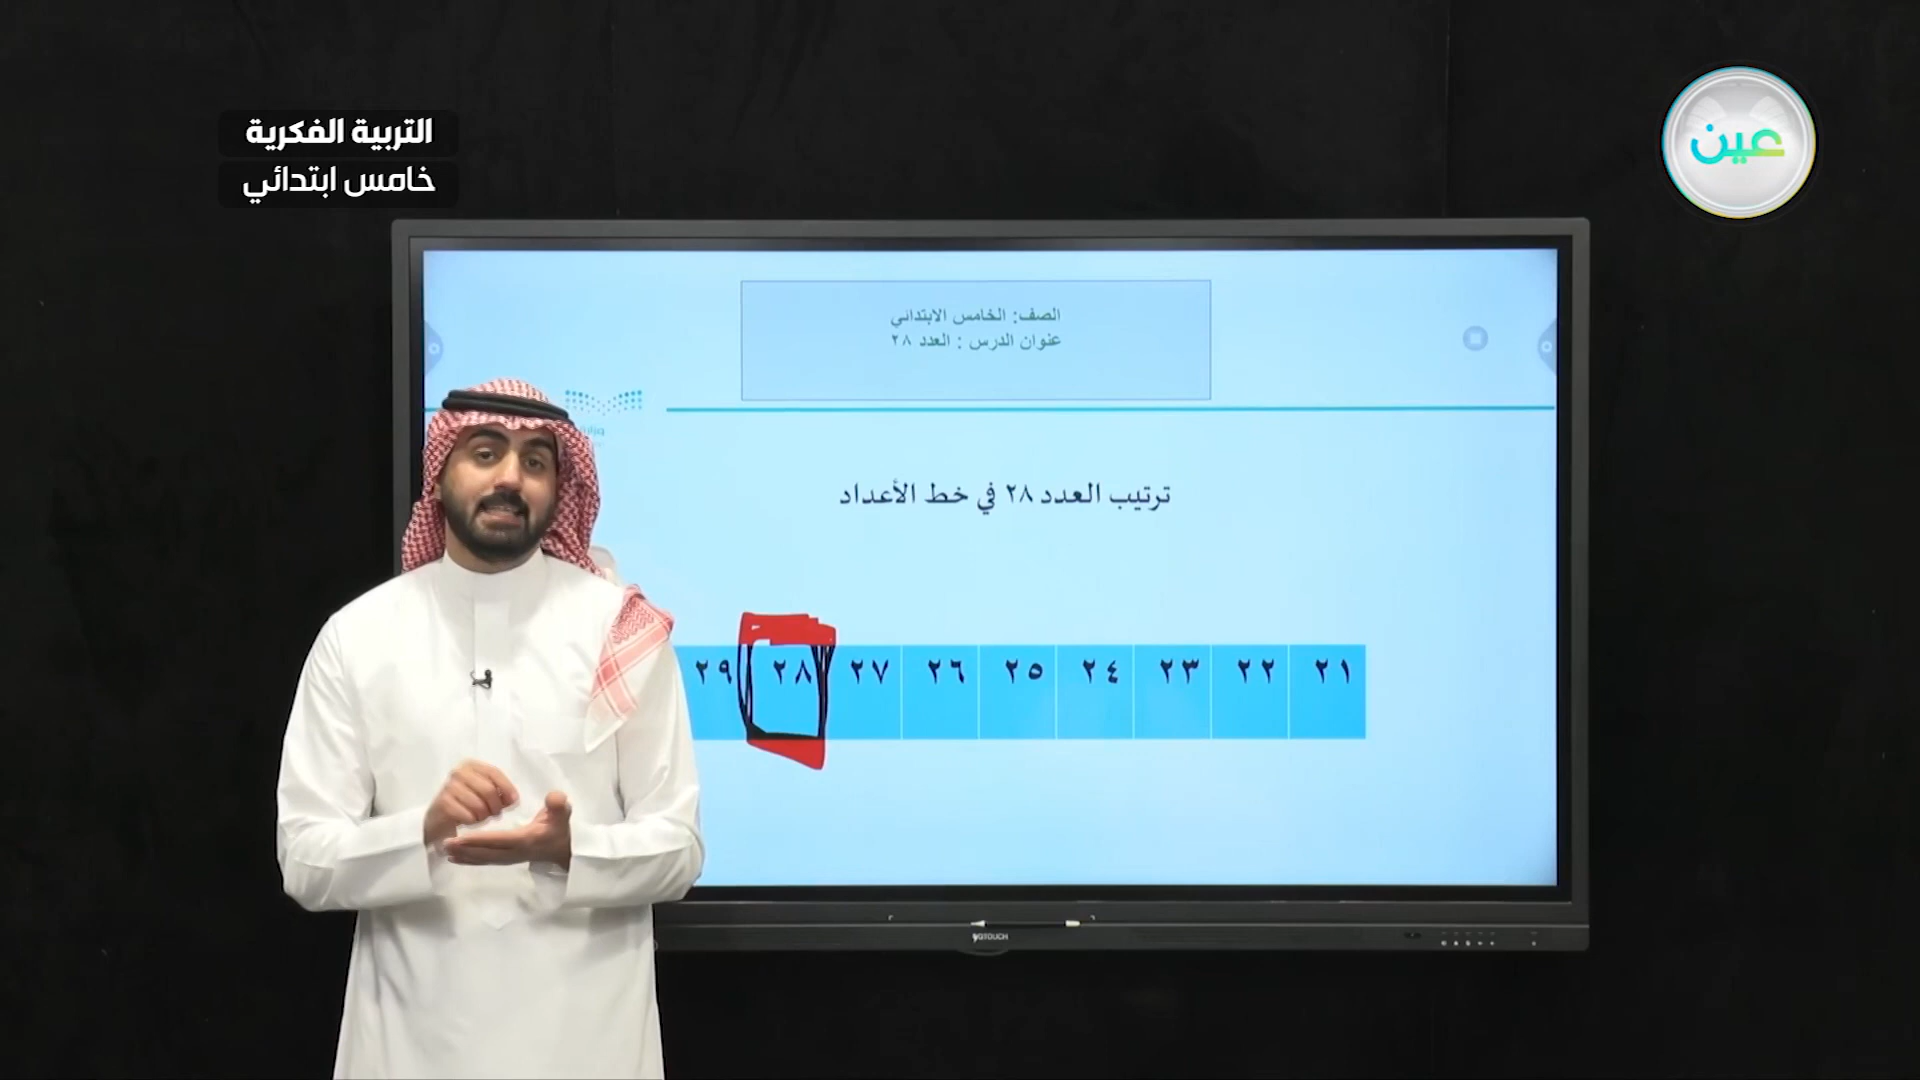 التربية الفكرية
خامس ابتدائي
عين
الصف: الخامس الابتدائي
عنوان الدرس : العدد ٢٨
ترتيب العدد ٢٨ في خط الأعداد
٢١ ٢٢ ٢٣ ٢٤ ٢٥ ٢٦ ٢٧ ٢٨ ٢٩